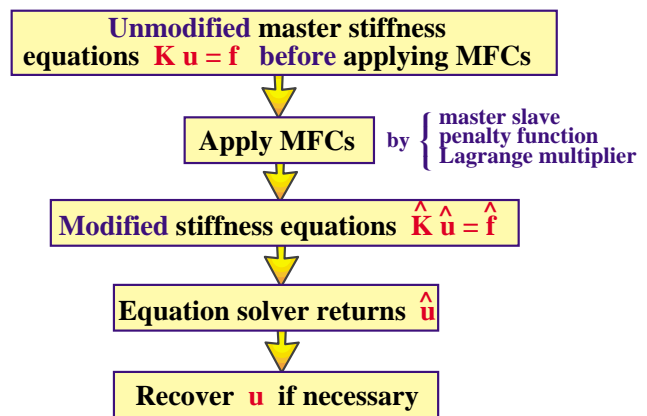 Unmodified master stiffness
equations K u = f before applying MFCs
Apply MFCs
by { master slave
penalty function
Lagrange multiplier
Modified stiffness equations K̂ û = f̂
Equation solver returns û
Recover u if necessary